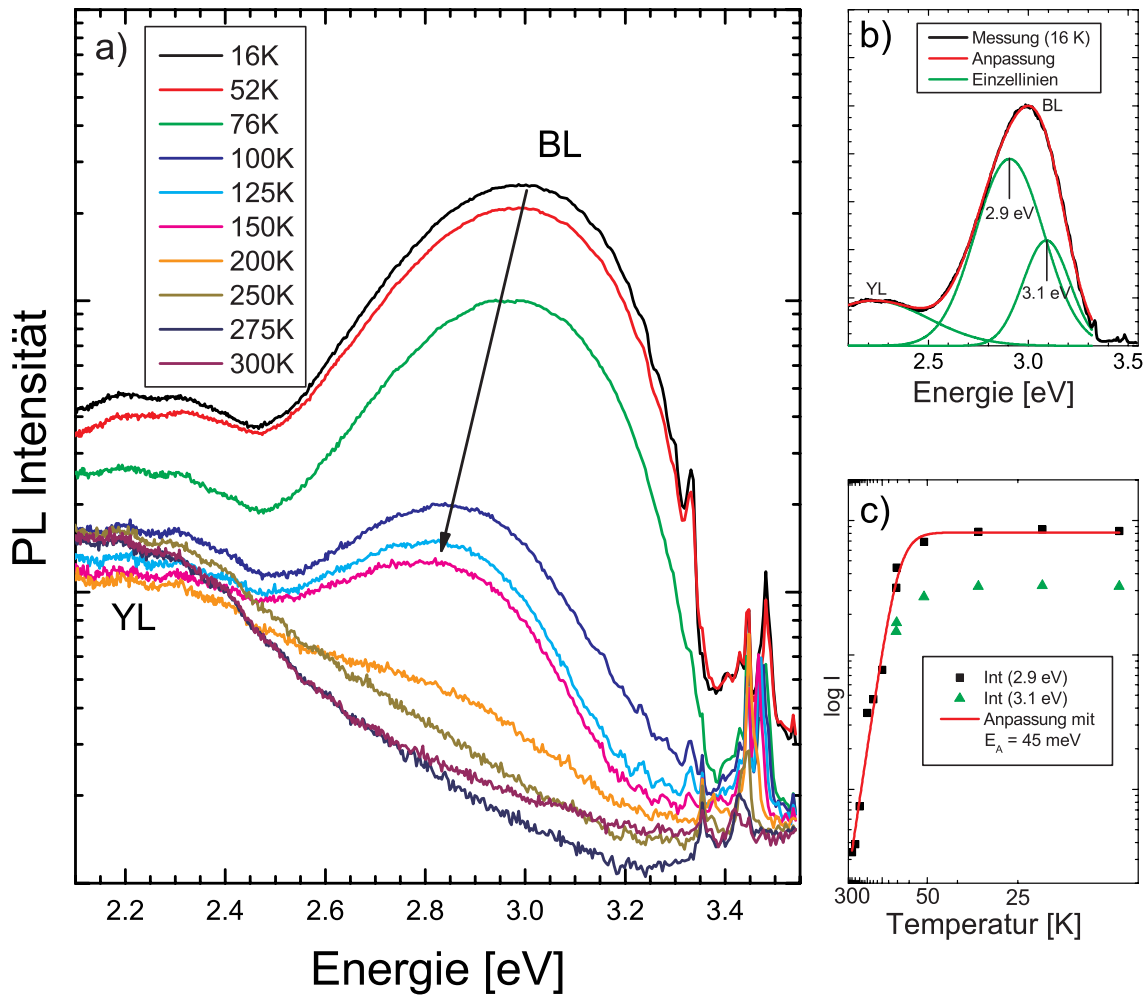 a)
16K
52K
76K
100K
125K
150K
200K
250K
275K
300K
BL
YL
PL Intensität
2.2 2.4 2.6 2.8 3.0 3.2 3.4
Energie [eV]
b)
Messung (16 K)
Anpassung
Einzellinien
BL
2.9 eV
3.1 eV
YL
2.5 3.0 3.5
Energie [eV]
c)
log I
Int (2.9 eV)
Int (3.1 eV)
Anpassung mit
E_A = 45 meV
300 50 25
Temperatur [K]